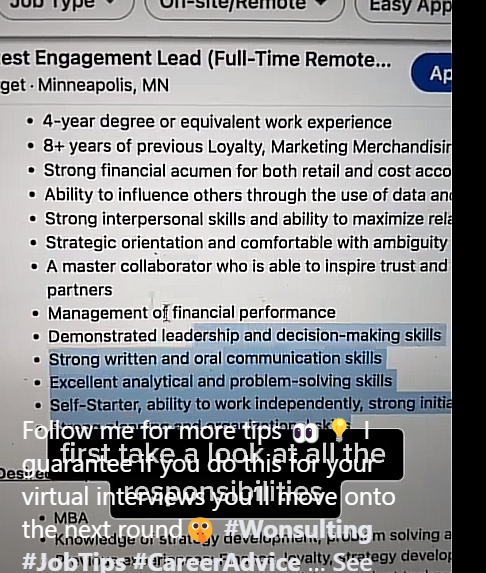 Job Type
On-site/Remote
Easy App
est Engagement Lead (Full-Time Remote...
get · Minneapolis, MN
Ap
• 4-year degree or equivalent work experience
• 8+ years of previous Loyalty, Marketing Merchandisin
• Strong financial acumen for both retail and cost acco
• Ability to influence others through the use of data an
• Strong interpersonal skills and ability to maximize rela
• Strategic orientation and comfortable with ambiguity
• A master collaborator who is able to inspire trust and
partners
• Management of financial performance
• Demonstrated leadership and decision-making skills
• Strong written and oral communication skills
• Excellent analytical and problem-solving skills
• Self-Starter, ability to work independently, strong initia
Follow me for more tips 👀💡 I
guarantee if you do this for your
virtual interviews you'll move onto
the next round🤫 #Wonsulting
#JobTips #CareerAdvice ... See
first take a look at all the
responsibilities
Desired
• MBA
• Knowledge of strategy development, problem solving a
loyalty, strategy develop